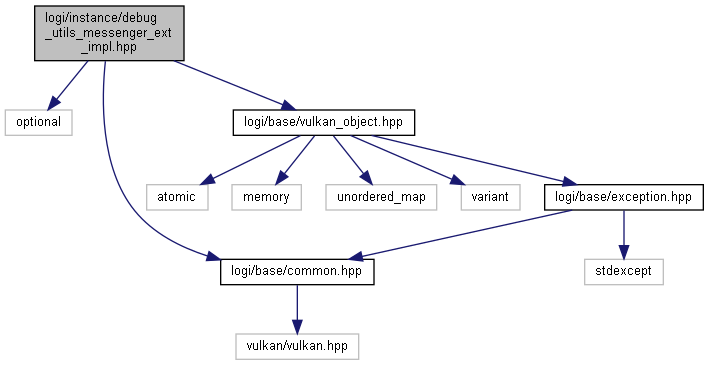 logi/instance/debug
_utils_messenger_ext
_impl.hpp
optional
logi/base/vulkan_object.hpp
atomic
memory
unordered_map
variant
logi/base/exception.hpp
logi/base/common.hpp
stdexcept
vulkan/vulkan.hpp